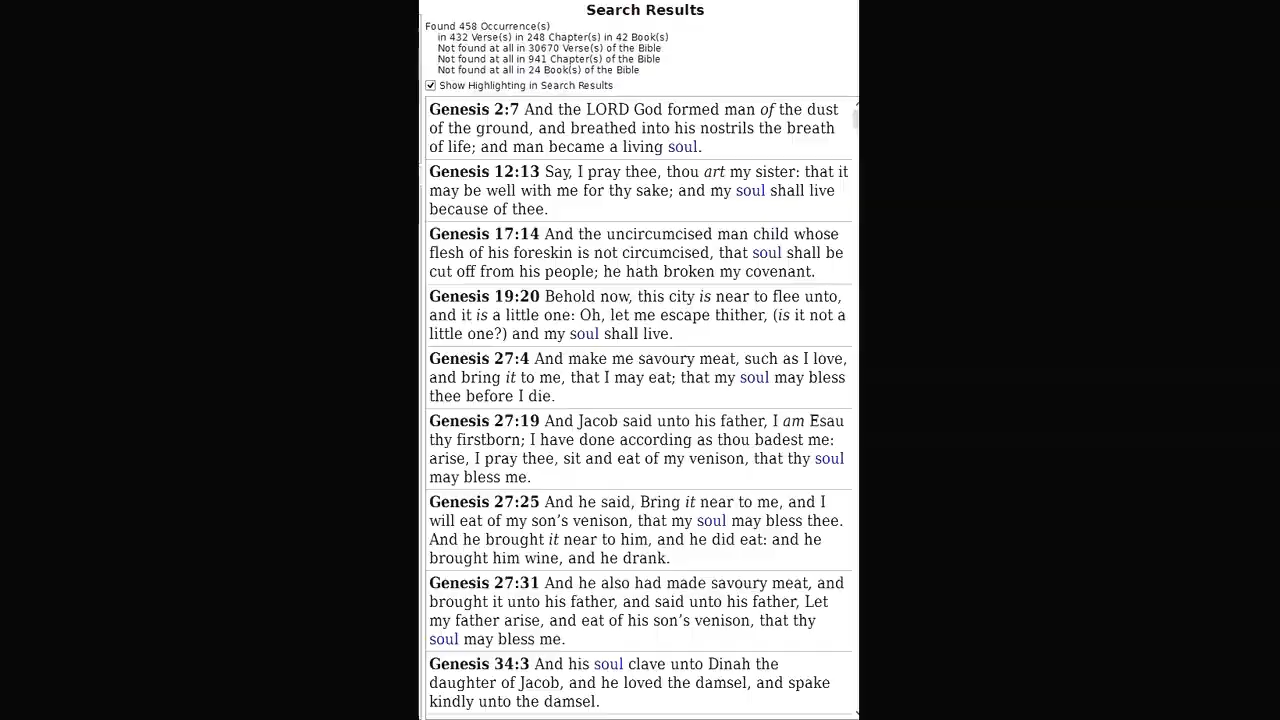 Search Results
Found 458 Occurrence(s)
in 432 Verse(s) in 248 Chapter(s) in 42 Book(s)
Not found at all in 30670 Verse(s) of the Bible
Not found at all in 941 Chapter(s) of the Bible
Not found at all in 24 Book(s) of the Bible
Show Highlighting in Search Results
Genesis 2:7 And the LORD God formed man of the dust
of the ground, and breathed into his nostrils the breath
of life; and man became a living soul.
Genesis 12:13 Say, I pray thee, thou art my sister: that it
may be well with me for thy sake; and my soul shall live
because of thee.
Genesis 17:14 And the uncircumcised man child whose
flesh of his foreskin is not circumcised, that soul shall be
cut off from his people; he hath broken my covenant.
Genesis 19:20 Behold now, this city is near to flee unto,
and it is a little one: Oh, let me escape thither, (is it not a
little one?) and my soul shall live.
Genesis 27:4 And make me savoury meat, such as I love,
and bring it to me, that I may eat; that my soul may bless
thee before I die.
Genesis 27:19 And Jacob said unto his father, I am Esau
thy firstborn; I have done according as thou badest me:
arise, I pray thee, sit and eat of my venison, that thy soul
may bless me.
Genesis 27:25 And he said, Bring it near to me, and I
will eat of my son’s venison, that my soul may bless thee.
And he brought it near to him, and he did eat: and he
brought him wine, and he drank.
Genesis 27:31 And he also had made savoury meat, and
brought it unto his father, and said unto his father, Let
my father arise, and eat of his son’s venison, that thy
soul may bless me.
Genesis 34:3 And his soul clave unto Dinah the
daughter of Jacob, and he loved the damsel, and spake
kindly unto the damsel.